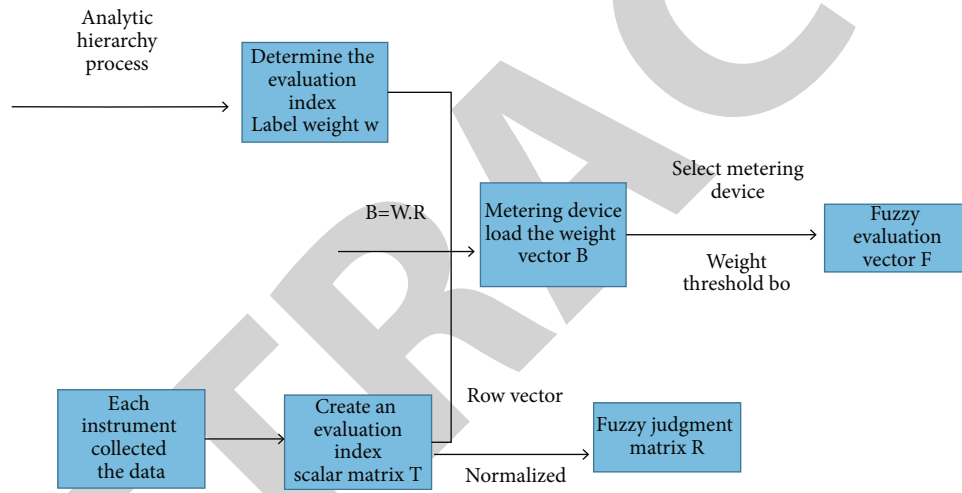 Analytic
hierarchy
process
Determine the
evaluation
index
Label weight w
B=W.R
Metering device
load the weight
vector B
Select metering
device
Weight
threshold bo
Fuzzy
evaluation
vector F
Each
instrument
collected
the data
Create an
evaluation
index
scalar matrix T
Row vector
Normalized
Fuzzy judgment
matrix R
TRAC